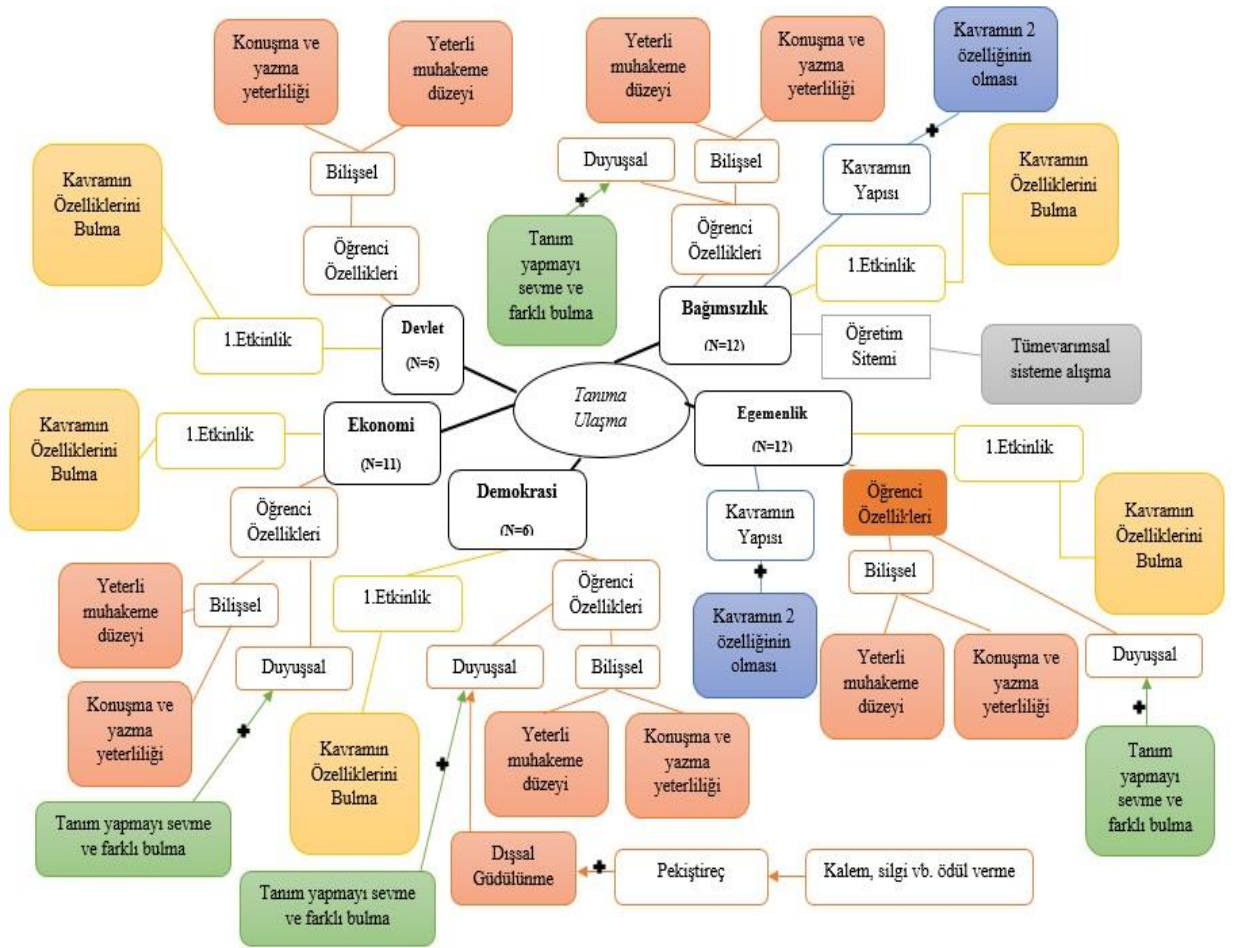 Konuşma ve
yazma
yeterliliği
Yeterli
muhakeme
düzeyi
Yeterli
muhakeme
düzeyi
Konuşma ve
yazma
yeterliliği
Kavramın 2
özelliğinin
olması
Kavramın
Özelliklerini
Bulma
Bilişsel
Duyuşsal
Bilişsel
Kavramın
Yapısı
Kavramın
Özelliklerini
Bulma
Öğrenci
Özellikleri
Tanım
yapmayı
sevme ve
farklı bulma
Öğrenci
Özellikleri
1.Etkinlik
1.Etkinlik
Devlet
(N=5)
Bağımsızlık
(N=12)
Öğretim
Sitemi
Tümevarımsal
sisteme alışma
Tanıma
Ulaşma
Kavramın
Özelliklerini
Bulma
1.Etkinlik
Ekonomi
(N=11)
Egemenlik
(N=12)
1.Etkinlik
Kavramın
Özelliklerini
Bulma
Demokrasi
(N=6)
Öğrenci
Özellikleri
Kavramın
Yapısı
Öğrenci
Özellikleri
Yeterli
muhakeme
düzeyi
Bilişsel
1.Etkinlik
Öğrenci
Özellikleri
Bilişsel
Kavramın 2
özelliğinin
olması
Konuşma ve
yazma
yeterliliği
Duyuşsal
Duyuşsal
Bilişsel
Yeterli
muhakeme
düzeyi
Konuşma ve
yazma
yeterliliği
Duyuşsal
Kavramın
Özelliklerini
Bulma
Yeterli
muhakeme
düzeyi
Konuşma ve
yazma
yeterliliği
Tanım
yapmayı
sevme ve
farklı bulma
Tanım yapmayı sevme
ve farklı bulma
Tanım yapmayı sevme
ve farklı bulma
Dışsal
Güdülünme
Pekiştireç
Kalem, silgi vb. ödül verme